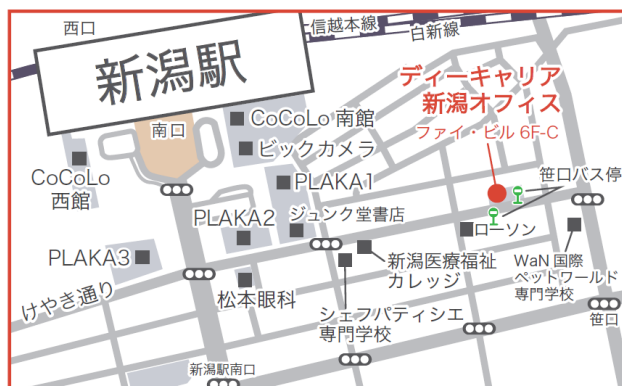 西口
信越本線
白新線
新潟駅
ディーキャリア
新潟オフィス
ファイ・ビル 6F-C
南口
CoCoLo 南館
ビックカメラ
CoCoLo
西館
PLAKA1
笹口バス停
PLAKA2
ジュンク堂書店
ローソン
PLAKA3
新潟医療福祉
カレッジ
WaN 国際
ペットワールド
専門学校
けやき通り
松本眼科
シェフパティシエ
専門学校
笹口
新潟駅南口